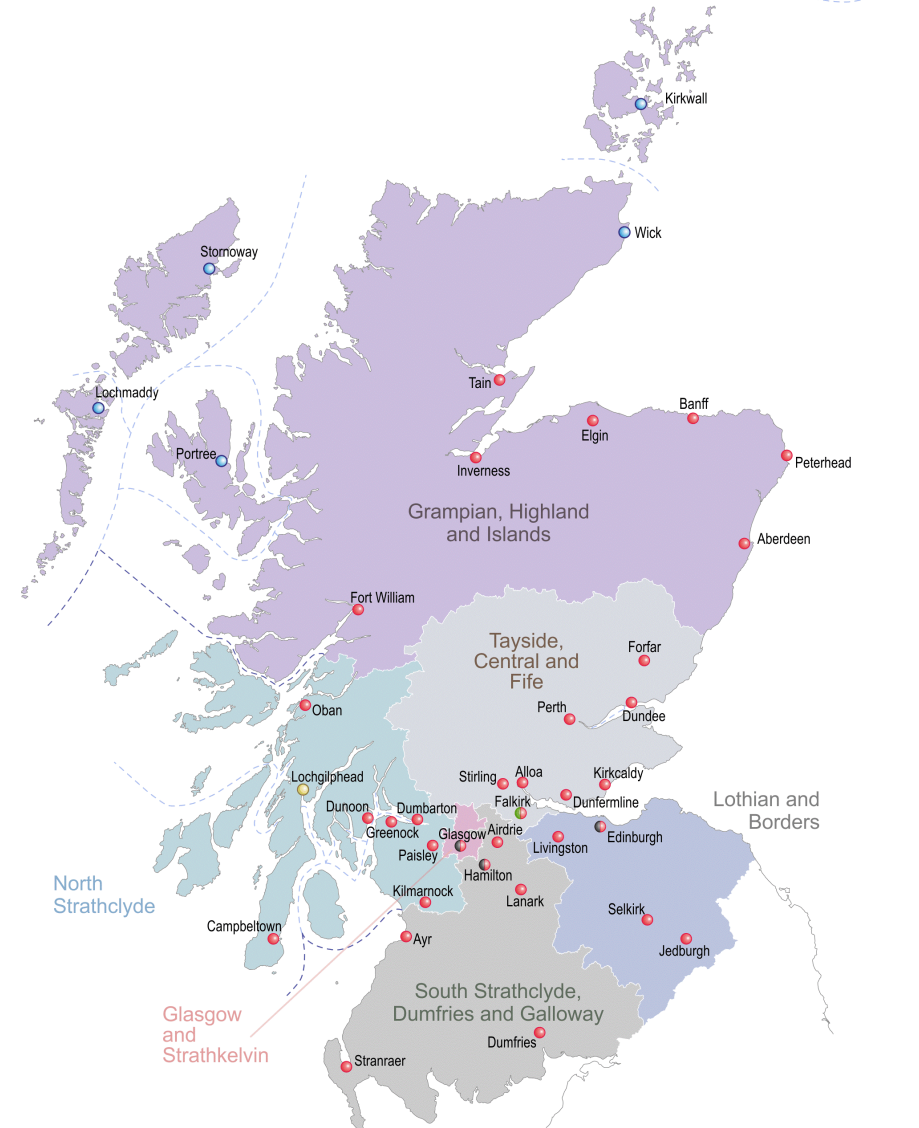 Kirkwall
Wick
Stornoway
Lochmaddy
Tain
Portree
Banff
Elgin
Inverness
Peterhead
Grampian, Highland
and Islands
Aberdeen
Fort William
Tayside,
Central and
Fife
Forfar
Oban
Perth
Dundee
Lochgilphead
Stirling
Alloa
Kirkcaldy
Dunoon
Dumbarton
Falkirk
Dunfermline
Lothian and
Borders
Greenock
Glasgow
Airdrie
Edinburgh
Paisley
Livingston
Hamilton
North
Strathclyde
Kilmarnock
Lanark
Selkirk
Campbeltown
Ayr
Jedburgh
South Strathclyde,
Dumfries and Galloway
Glasgow
and
Strathkelvin
Dumfries
Stranraer